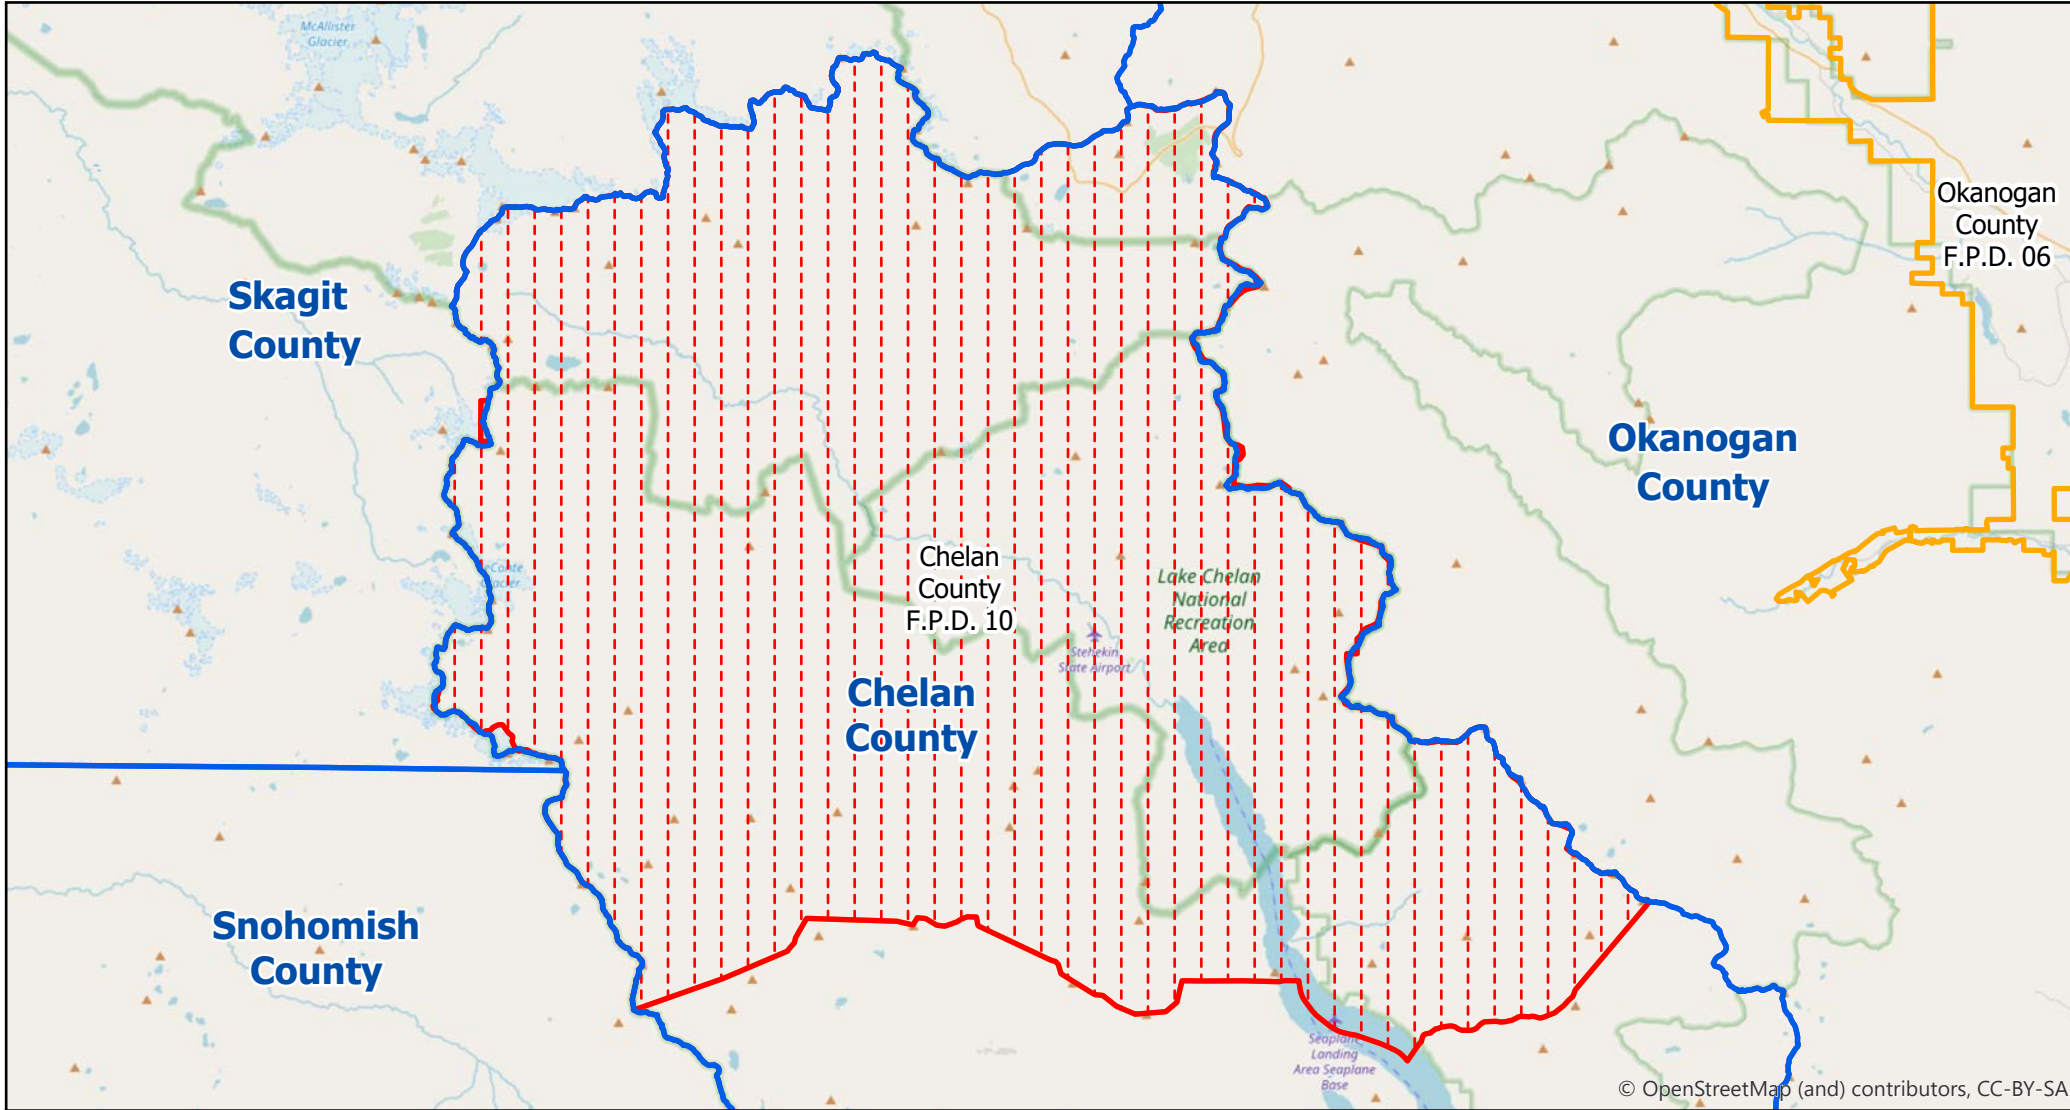 McAllister
Glacier
Okanogan
County
F.P.D. 06
Skagit
County
Okanogan
County
Chelan
County
F.P.D. 10
Glacier
Lake Chelan
National
Recreation
Area
Stehekin
State Airport
Chelan
County
Snohomish
County
Seaplane
Landing
Area Seaplane
Base
© OpenStreetMap (and) contributors, CC-BY-SA